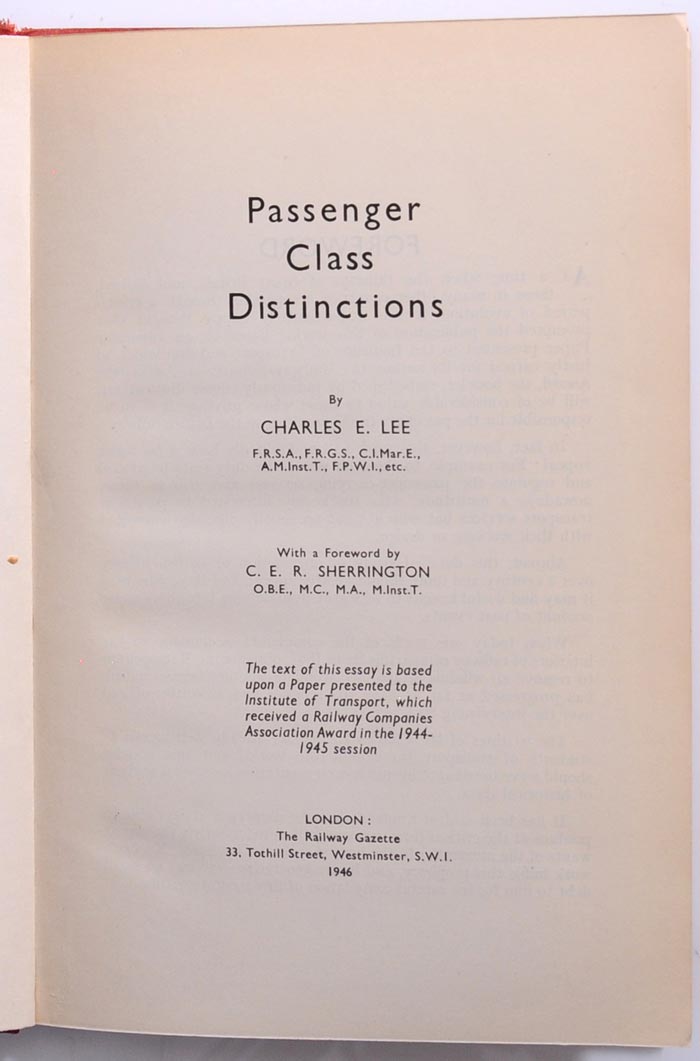 Passenger
Class
Distinctions
By
CHARLES E. LEE
F.R.S.A., F.R.G.S., C.I.Mar.E.,
A.M.Inst.T., F.P.W.I., etc.
With a Foreword by
C. E. R. SHERRINGTON
O.B.E., M.C., M.A., M.Inst.T.
The text of this essay is based
upon a Paper presented to the
Institute of Transport, which
received a Railway Companies
Association Award in the 1944-
1945 session
LONDON :
The Railway Gazette
33, Tothill Street, Westminster, S.W.1.
1946